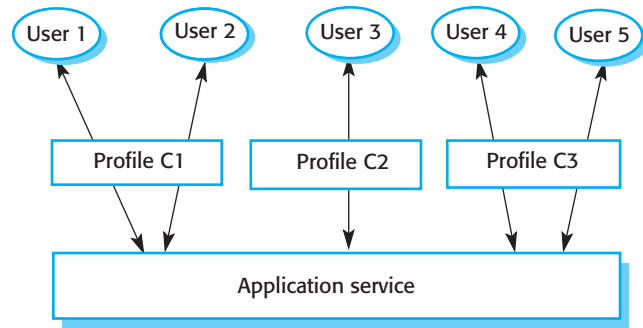 User 1
User 2
User 3
User 4
User 5
Profile C1
Profile C2
Profile C3
Application service